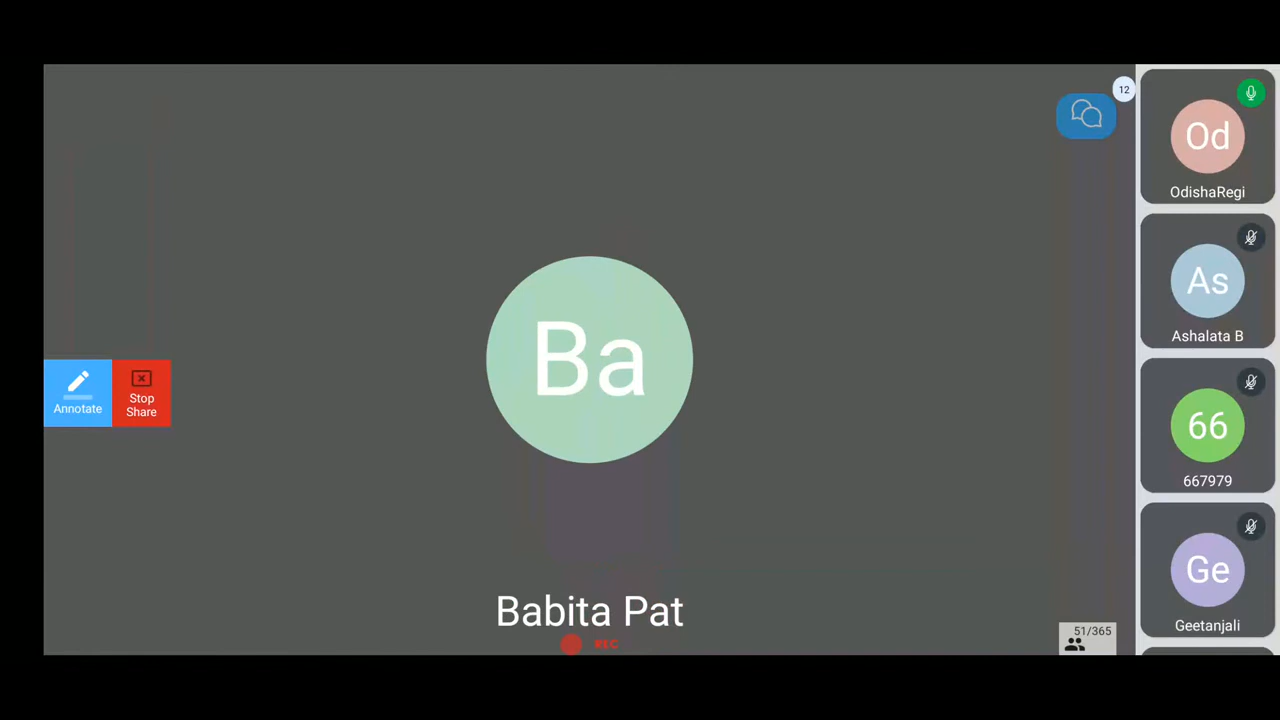 12
Od
OdishaRegi
As
Ashalata B
Ba
Annotate
Stop
Share
66
667979
Ge
Geetanjali
Babita Pat
REC
51/365